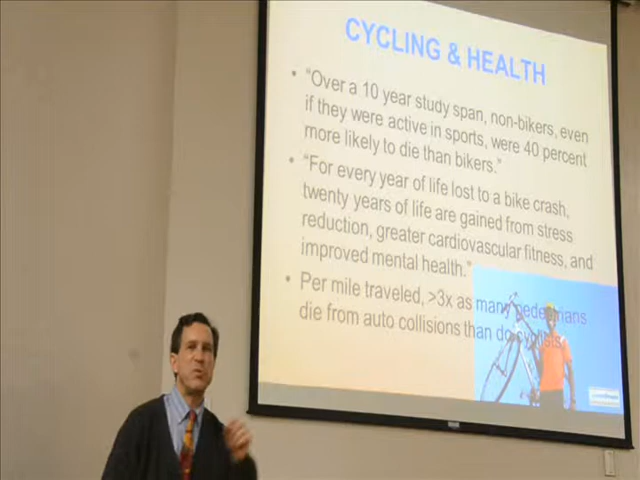 CYCLING & HEALTH
• "Over a 10 year study span, non-bikers, even
if they were active in sports, were 40 percent
more likely to die than bikers."
• "For every year of life lost to a bike crash,
twenty years of life are gained from stress
reduction, greater cardiovascular fitness, and
improved mental health."
• Per mile traveled, >3x as many pedestrians
die from auto collisions than do cyclists.